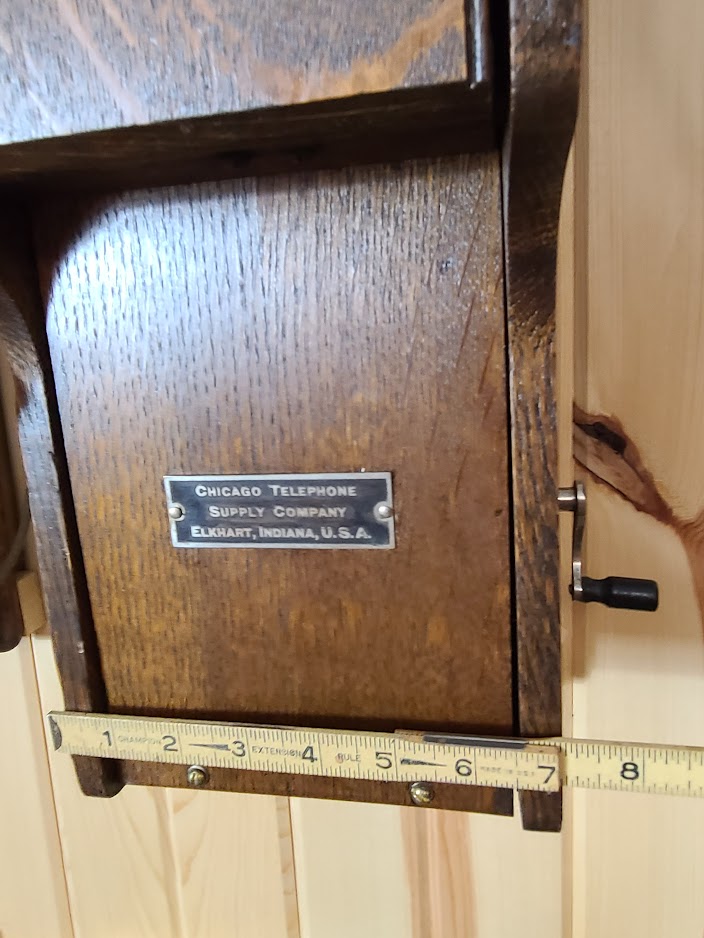 CHICAGO TELEPHONE
SUPPLY COMPANY
ELKHART, INDIANA, U.S.A.
1 CHAMPION 2 3 EXTENSION 4 RULE 5 6 MADE IN U.S.A. 7 8